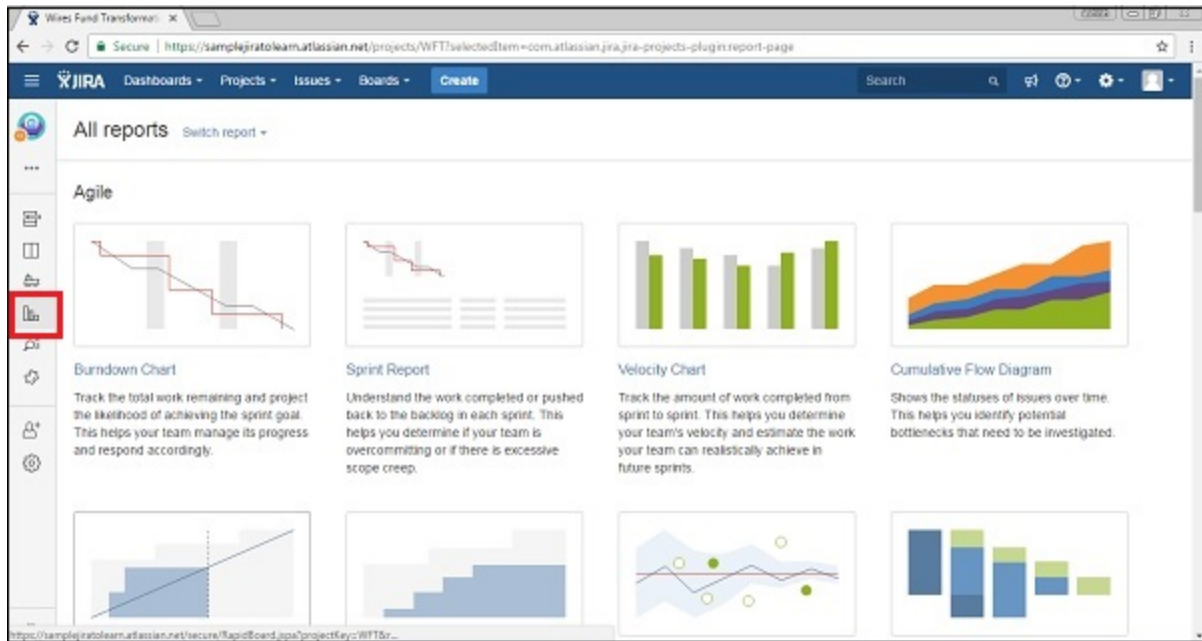 Wires Fund Transformati
Secure | https://samplejiratolearn.atlassian.net/projects/WFT?selectedItem=com.atlassian.jira.jira-projects-plugin:report-page
JIRA Dashboards Projects Issues Boards Create Search
All reports Switch report
Agile
Burndown Chart
Track the total work remaining and project
the likelihood of achieving the sprint goal.
This helps your team manage its progress
and respond accordingly.
Sprint Report
Understand the work completed or pushed
back to the backlog in each sprint. This
helps you determine if your team is
overcommitting or if there is excessive
scope creep.
Velocity Chart
Track the amount of work completed from
sprint to sprint. This helps you determine
your team's velocity and estimate the work
your team can realistically achieve in
future sprints.
Cumulative Flow Diagram
Shows the statuses of issues over time.
This helps you identify potential
bottlenecks that need to be investigated.
https://samplejiratolearn.atlassian.net/secure/RapidBoard.jspa?projectKey=WFT&r...